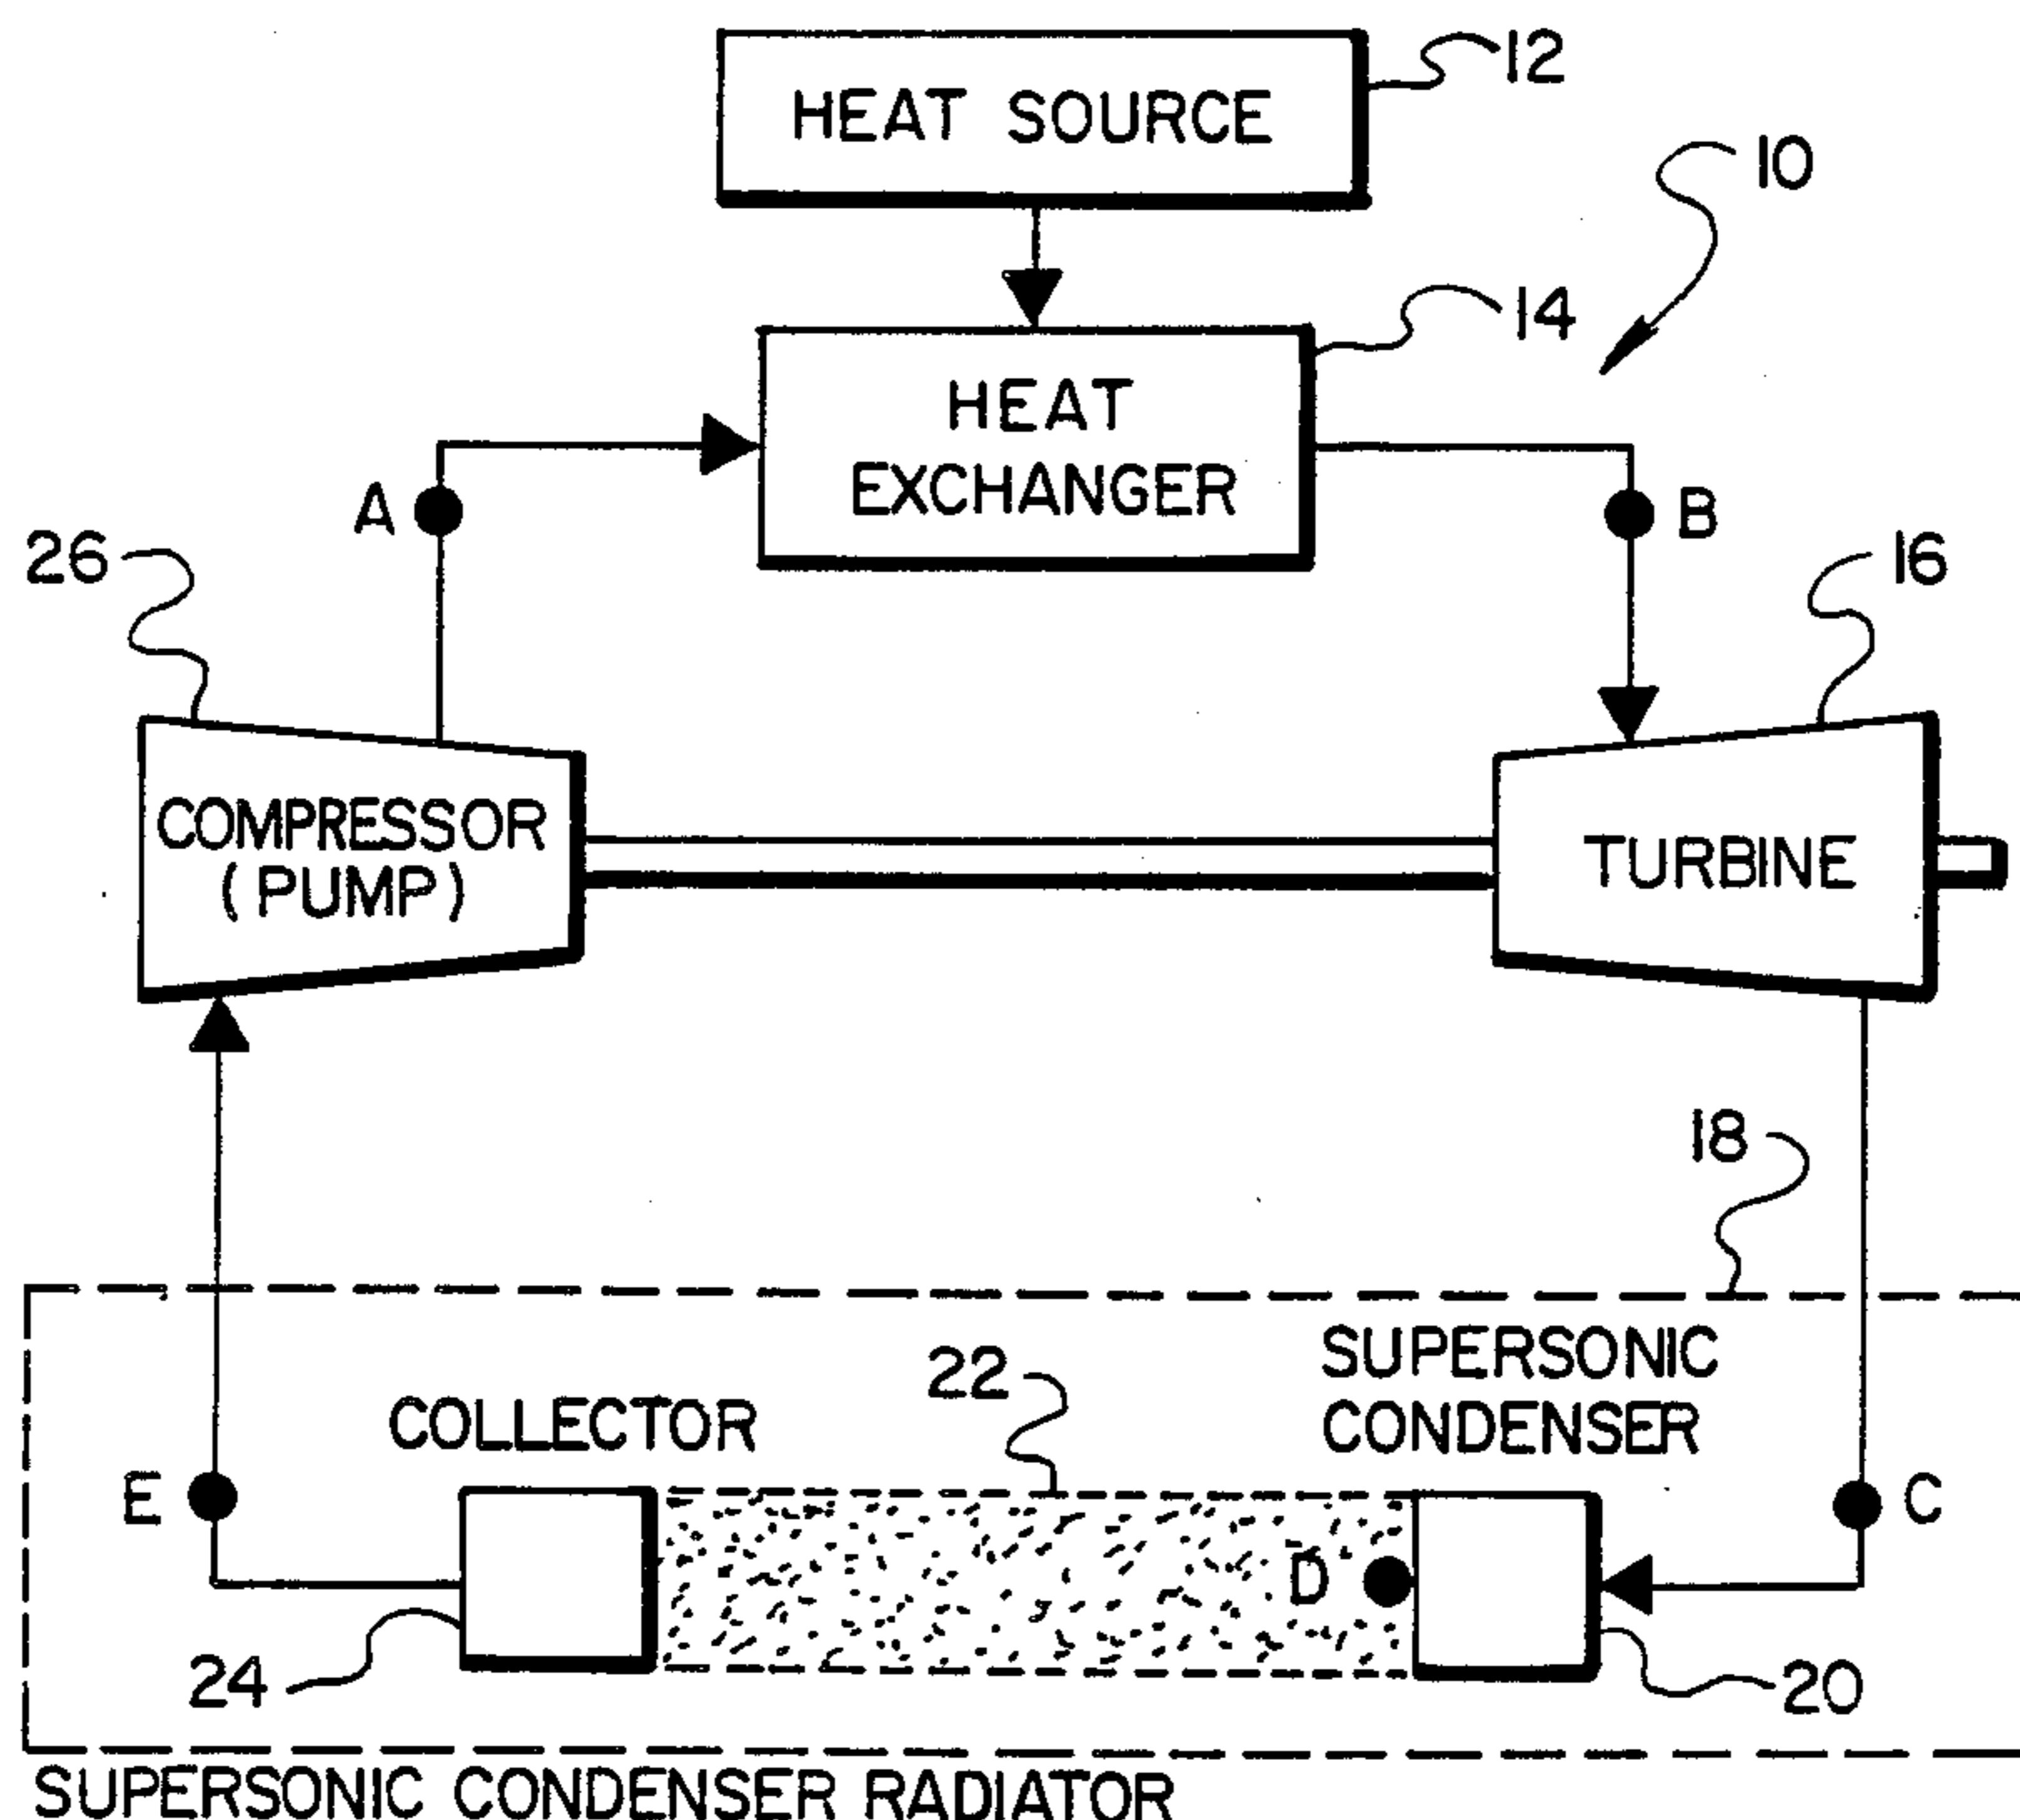 HEAT SOURCE
12
10
14
HEAT
EXCHANGER
A
B
26
16
COMPRESSOR
(PUMP)
TURBINE
18
SUPERSONIC
CONDENSER
22
COLLECTOR
E
D
C
24
20
SUPERSONIC CONDENSER RADIATOR